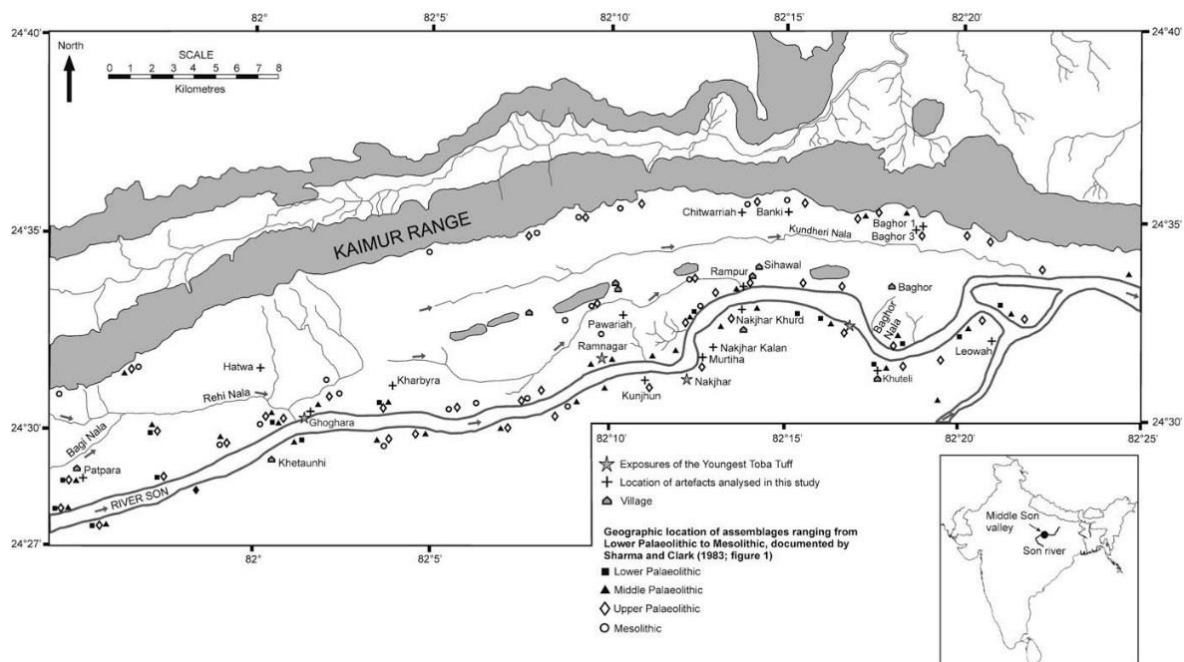 82°
82°5'
82°10'
82°15'
82°20'
24°40'
24°40'
North
SCALE
0 1 2 3 4 5 6 7 8
Kilometres
KAIMUR RANGE
24°35'
24°35'
Chitwarriah
Banki
Baghor 1
Baghor 3
Kundheri Nala
Rampur
Sihawal
Baghor
Baghor Nala
Pawariah
Nakjhar Khurd
Ramnagar
Nakjhar Kalan
Murtiha
Leowah
Hatwa
Kharbyra
Kunjhun
Nakjhar
Khuteli
Rehi Nala
24°30'
24°30'
Bagi Nala
Ghoghara
Patpara
Khetaunhi
RIVER SON
24°27'
82°
82°5'
82°10'
82°15'
82°20'
82°25'
Exposures of the Youngest Toba Tuff
Location of artefacts analysed in this study
Village
Geographic location of assemblages ranging from
Lower Palaeolithic to Mesolithic, documented by
Sharma and Clark (1983; figure 1)
Lower Palaeolithic
Middle Palaeolithic
Upper Palaeolithic
Mesolithic
Middle Son
valley
Son river